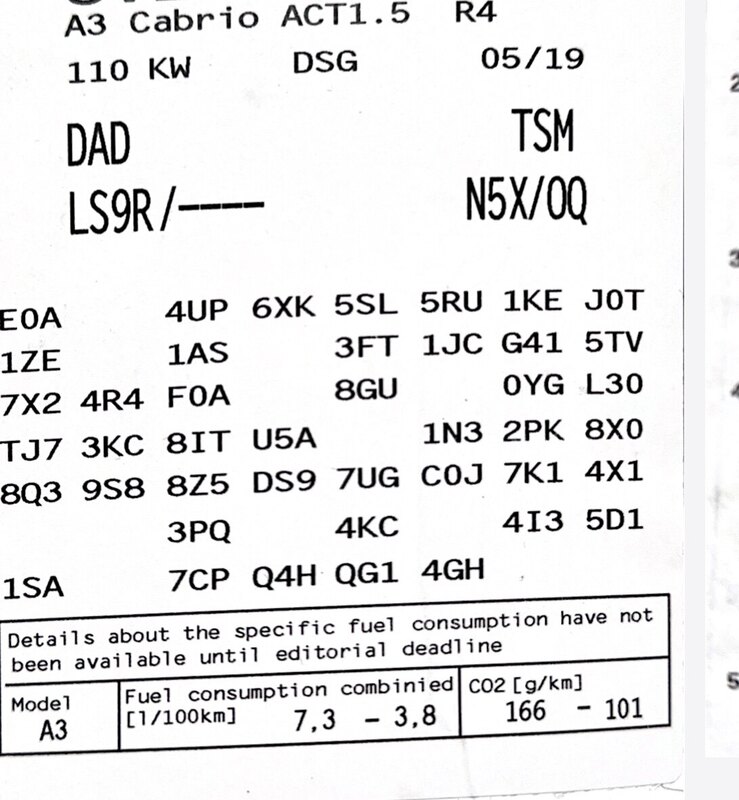 A3 Cabrio ACT1.5 R4
110 KW DSG 05/19
DAD TSM
LS9R/---- N5X/0Q
E0A 4UP 6XK 5SL 5RU 1KE J0T
1ZE 1AS 3FT 1JC G41 5TV
7X2 4R4 F0A 8GU 0YG L30
TJ7 3KC 8IT U5A 1N3 2PK 8X0
8Q3 9S8 8Z5 DS9 7UG C0J 7K1 4X1
3PQ 4KC 4I3 5D1
1SA 7CP Q4H QG1 4GH
Details about the specific fuel consumption have not
been available until editorial deadline
Model
A3
Fuel consumption combinied
[l/100km] 7,3 - 3,8
CO2 [g/km]
166 - 101
2
3
4
5